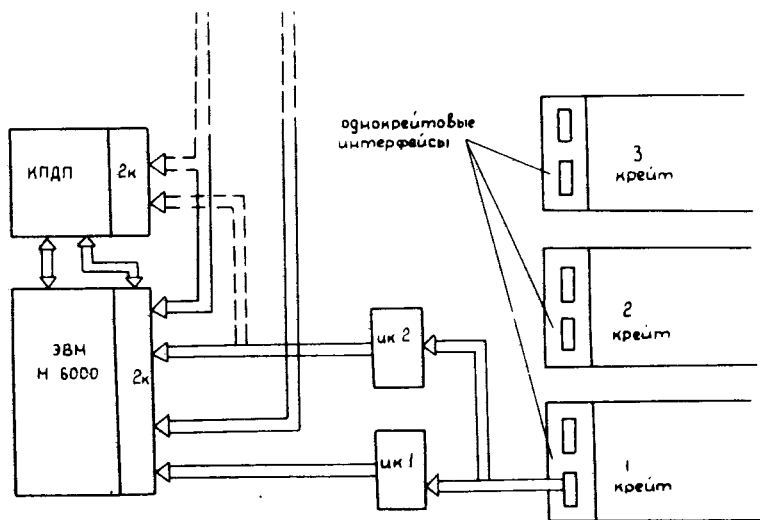 однокрейтовые
интерфейсы
3
крейт
КПДП
2к
2
крейт
ЭВМ
М 6000
2к
ик 2
ик 1
1
крейт